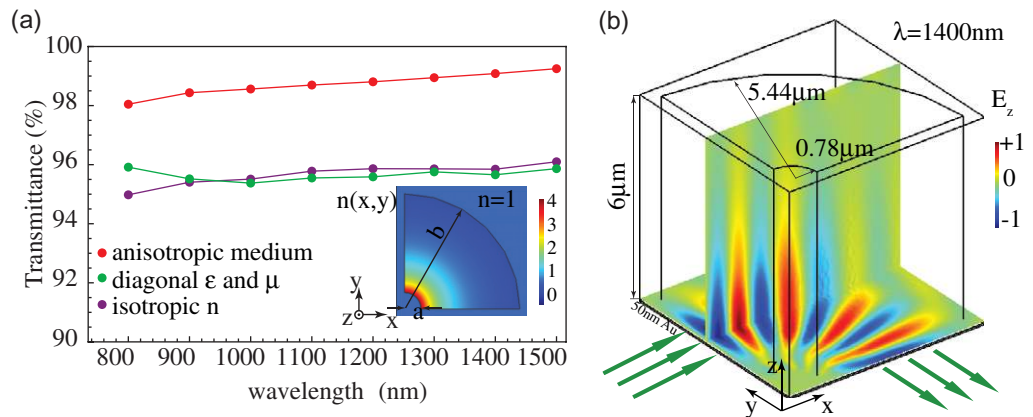 (a)
100
98
96
94
92
90
Transmittance (%)
anisotropic medium
diagonal ε and μ
isotropic n
800 900 1000 1100 1200 1300 1400 1500
wavelength (nm)
n(x,y)
n=1
b
a
y
z
x
4
3
2
1
0
(b)
λ=1400nm
5.44μm
0.78μm
6μm
50nm Au
E_z
+1
0
-1
z
y
x